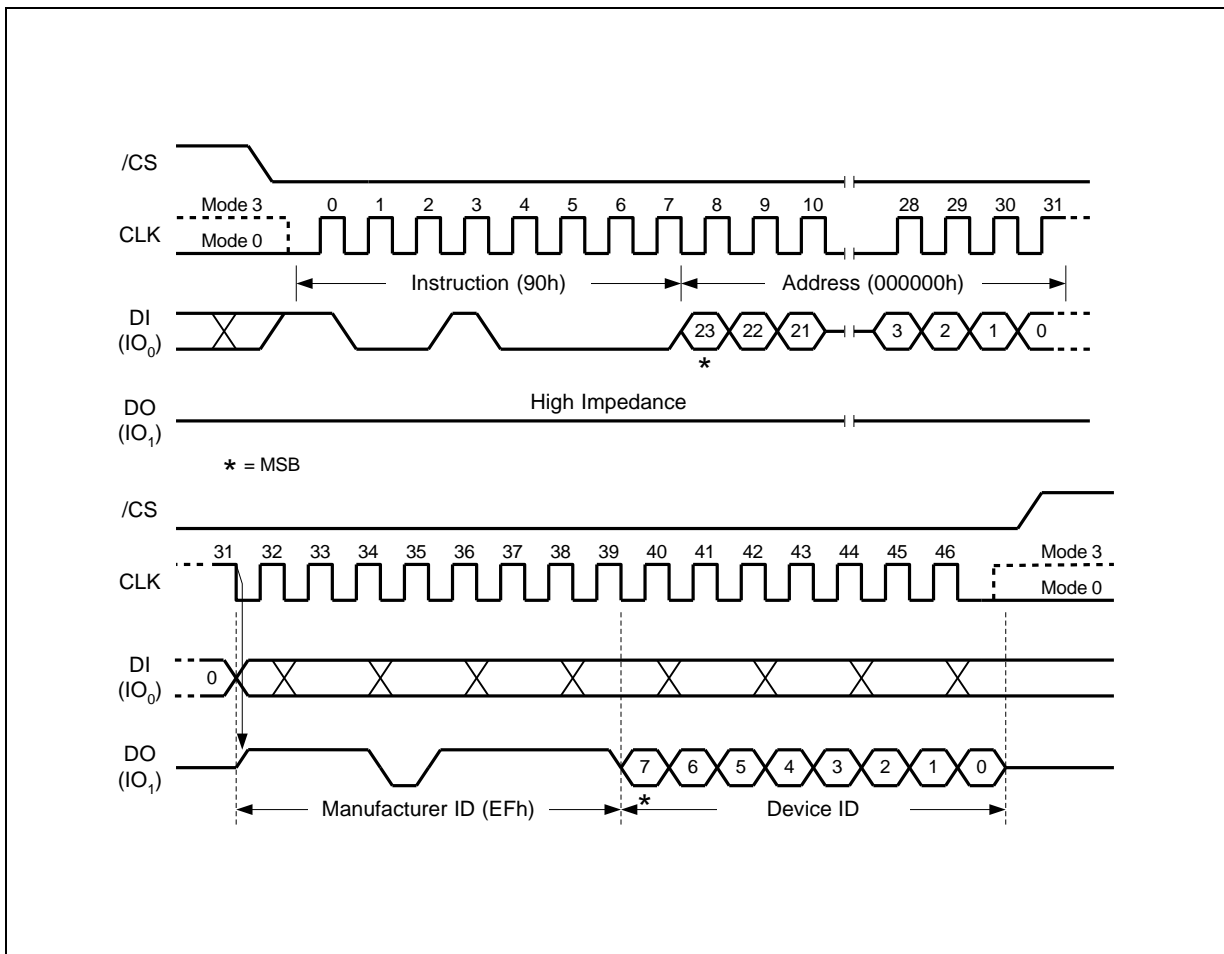 /CS
Mode 3
0 1 2 3 4 5 6 7 8 9 10 28 29 30 31
CLK
Mode 0
Instruction (90h) Address (000000h)
DI
(IO0)
23 22 21 3 2 1 0
*
High Impedance
DO
(IO1)
* = MSB
/CS
31 32 33 34 35 36 37 38 39 40 41 42 43 44 45 46
Mode 3
CLK
Mode 0
DI
(IO0)
0
DO
(IO1)
7 6 5 4 3 2 1 0
*
Manufacturer ID (EFh) Device ID